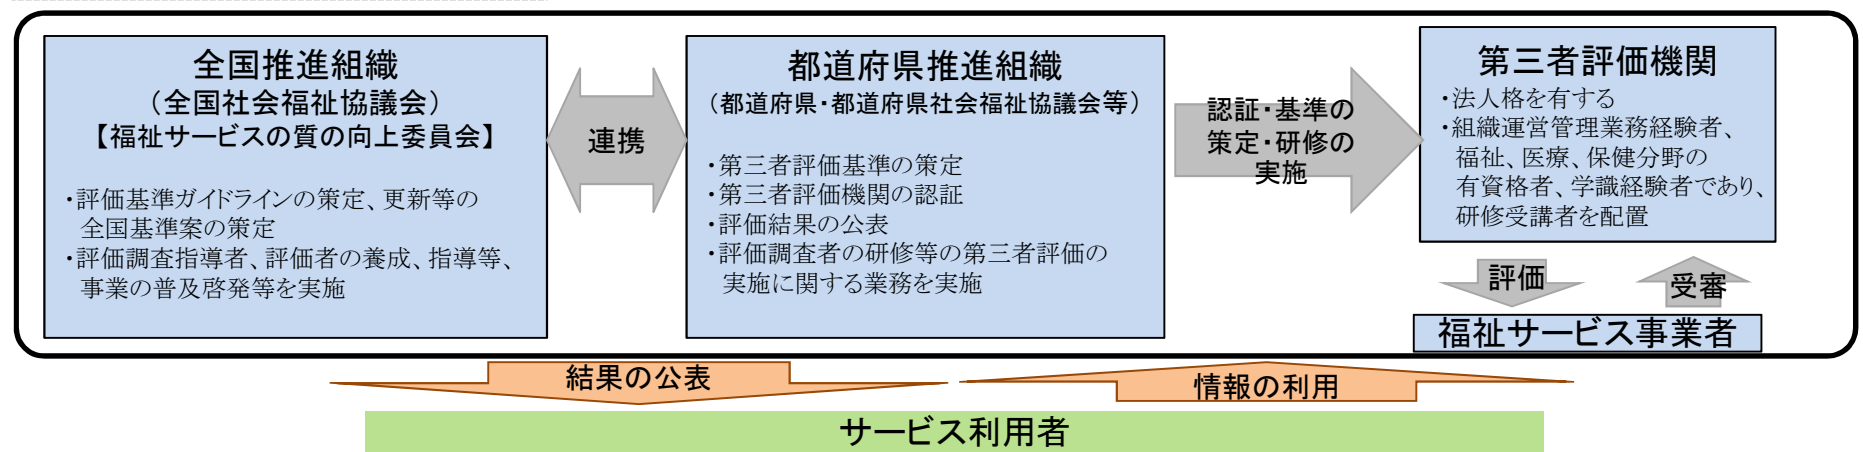 全国推進組織
（全国社会福祉協議会）
【福祉サービスの質の向上委員会】
・評価基準ガイドラインの策定、更新等の
全国基準案の策定
・評価調査指導者、評価者の養成、指導等、
事業の普及啓発等を実施
連携
都道府県推進組織
（都道府県・都道府県社会福祉協議会等）
・第三者評価基準の策定
・第三者評価機関の認証
・評価結果の公表
・評価調査者の研修等の第三者評価の
実施に関する業務を実施
認証・基準の
策定・研修の
実施
第三者評価機関
・法人格を有する
・組織運営管理業務経験者、
福祉、医療、保健分野の
有資格者、学識経験者であり、
研修受講者を配置
評価
受審
福祉サービス事業者
結果の公表
情報の利用
サービス利用者